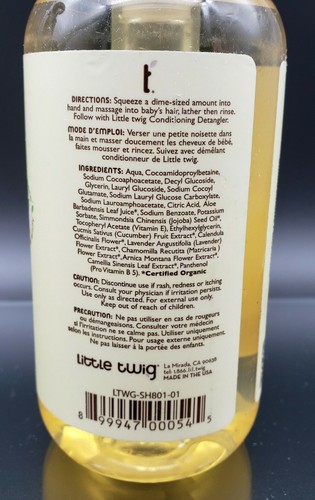 t.
DIRECTIONS: Squeeze a dime-sized amount into
hand and massage into baby's hair, lather then rinse.
Follow with Little twig Conditioning Detangler.
MODE D'EMPLOI: Verser une petite noisette dans
la main et masser doucement les cheveux de bébé,
faites mousser et rincez. Suivez avec démêlant
conditionneur de Little twig.
INGREDIENTS: Aqua, Cocoamidoproylbetaine,
Sodium Cocoaphoacetate, Decyl Glucoside,
Glycerin, Lauryl Glucoside, Sodium Cocoyl
Glutamate, Sodium Lauryl Glucose Carboxylate,
Sodium Lauroamphoacetate, Citric Acid, Aloe
Barbadensis Leaf Juice*, Sodium Benzoate, Potassium
Sorbate, Simmondsia Chinensis (Jojoba) Seed Oil*,
Tocopheryl Acetate (Vitamin E), Ethylhexylglycerin,
Cucmis Sativus (Cucumber) Fruit Extract*, Calendula
Officinalis Flower*, Lavender Angustifolia (Lavender)
Flower Extract*, Chamomilla Recutita (Matricaria)
Flower Extract*, Arnica Montana Flower Extract*,
Camellia Sinensis Leaf Extract*, Panthenol
(Pro Vitamin B 5). *Certified Organic
CAUTION: Discontinue use if rash, redness or itching
occurs. Consult your physician if irritation persists.
Use only as directed. For external use only.
Keep out of reach of children.
PRÉCAUTION: Ne pas utiliser en cas de rougeurs
ou démangeaisons. Consulter votre médecin
si l'irritation ne se calme pas. Utiliser uniquement
selon les instructions. Pour usage externe uniquement.
Ne pas laisser à la portée des enfants.
little twig
La Mirada, CA 90638
tel: 1.866.lil.twig
MADE IN THE USA
LTWG-SH801-01
8 99947 00054 5